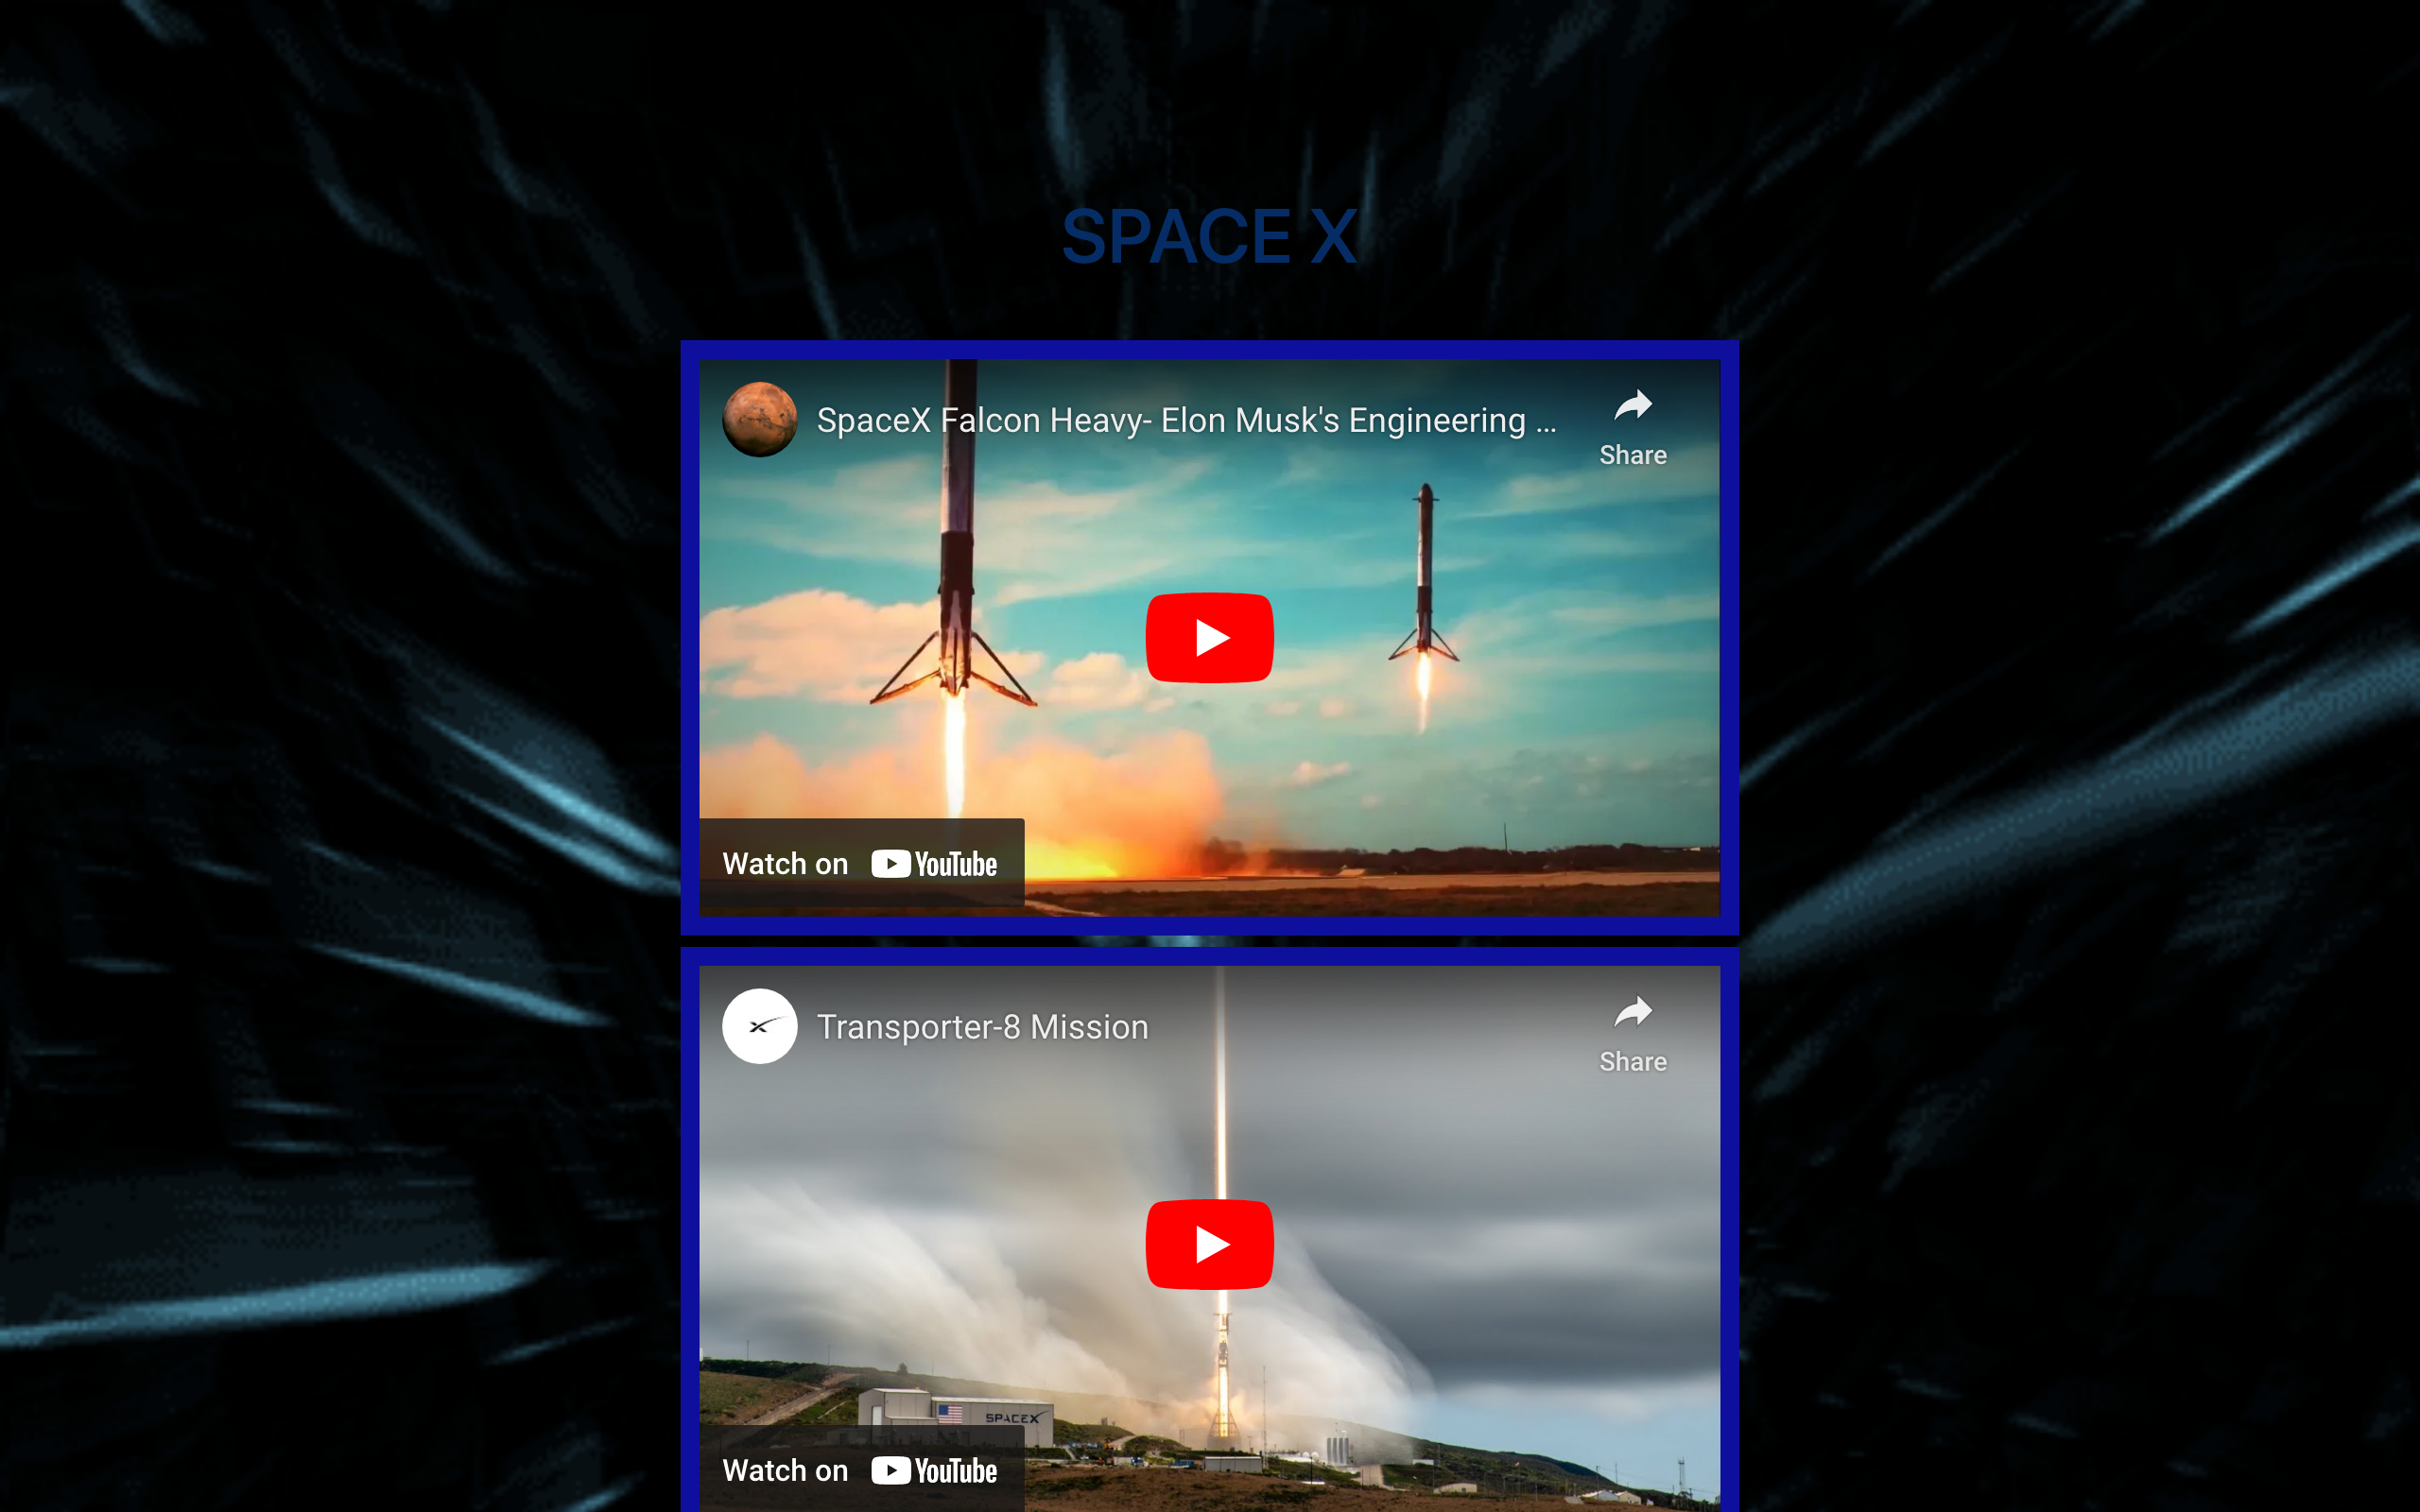 SPACE X
SpaceX Falcon Heavy- Elon Musk's Engineering ...
Share
Watch on YouTube
Transporter-8 Mission
Share
SPACEX
Watch on YouTube